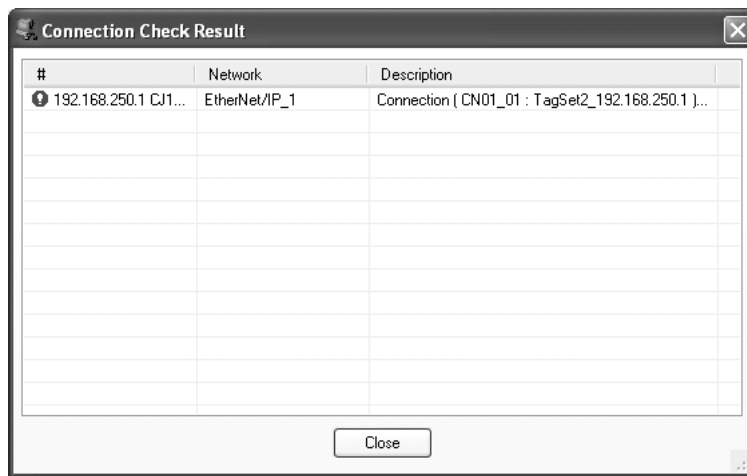 Connection Check Result
# Network Description
192.168.250.1 CJ1... EtherNet/IP_1 Connection ( CN01_01 : TagSet2_192.168.250.1 )...
Close